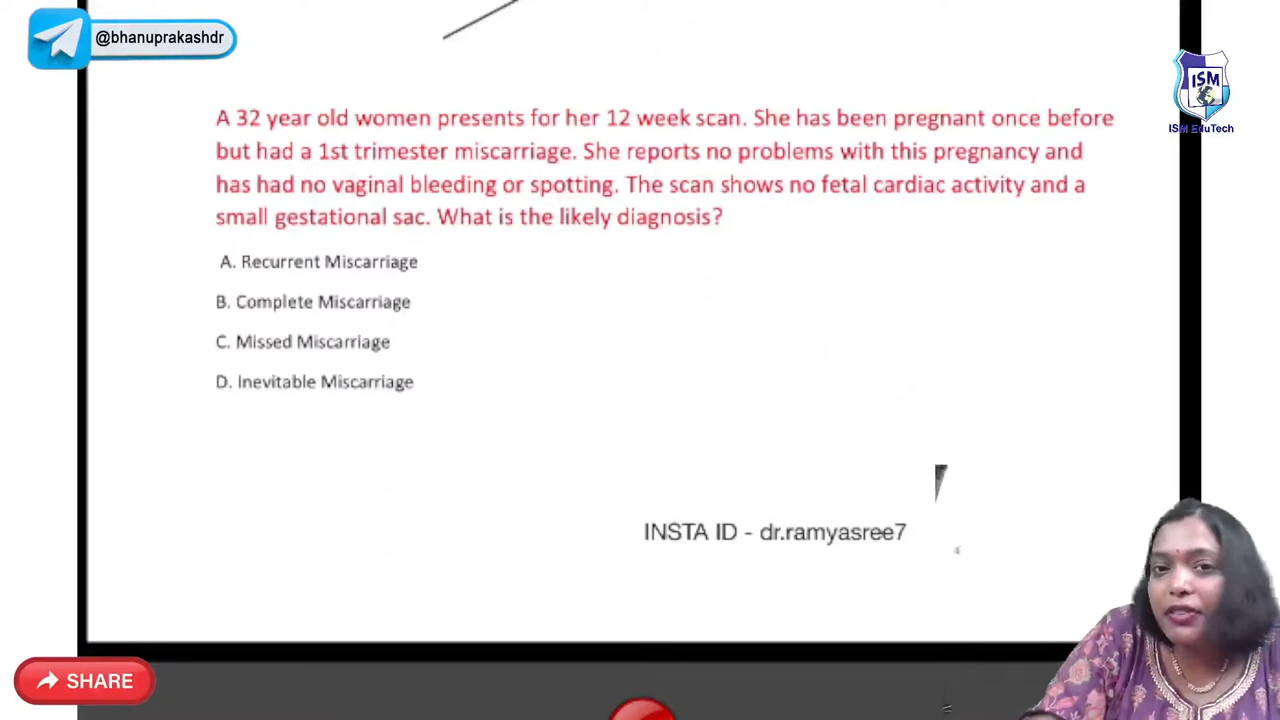 @bhanuprakashdr
ISM
ISM EduTech
A 32 year old women presents for her 12 week scan. She has been pregnant once before
but had a 1st trimester miscarriage. She reports no problems with this pregnancy and
has had no vaginal bleeding or spotting. The scan shows no fetal cardiac activity and a
small gestational sac. What is the likely diagnosis?
A. Recurrent Miscarriage
B. Complete Miscarriage
C. Missed Miscarriage
D. Inevitable Miscarriage
INSTA ID - dr.ramyasree7
SHARE